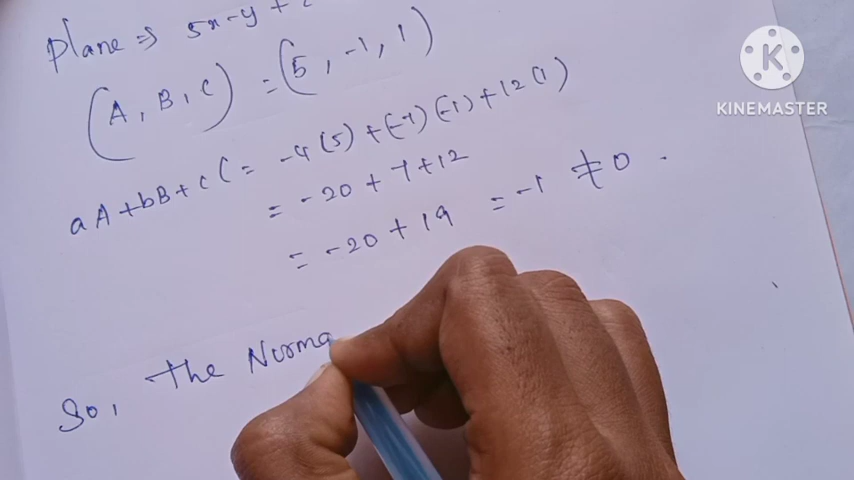 Plane ⇒ 5x-y+
(A, B, C) = (5, -1, 1)
aA+bB+cC = -4(5)+(-7)(-1)+12(1)
= -20+7+12
= -20+19 = -1 ≠ 0.
So, The Norma
K
KINEMASTER